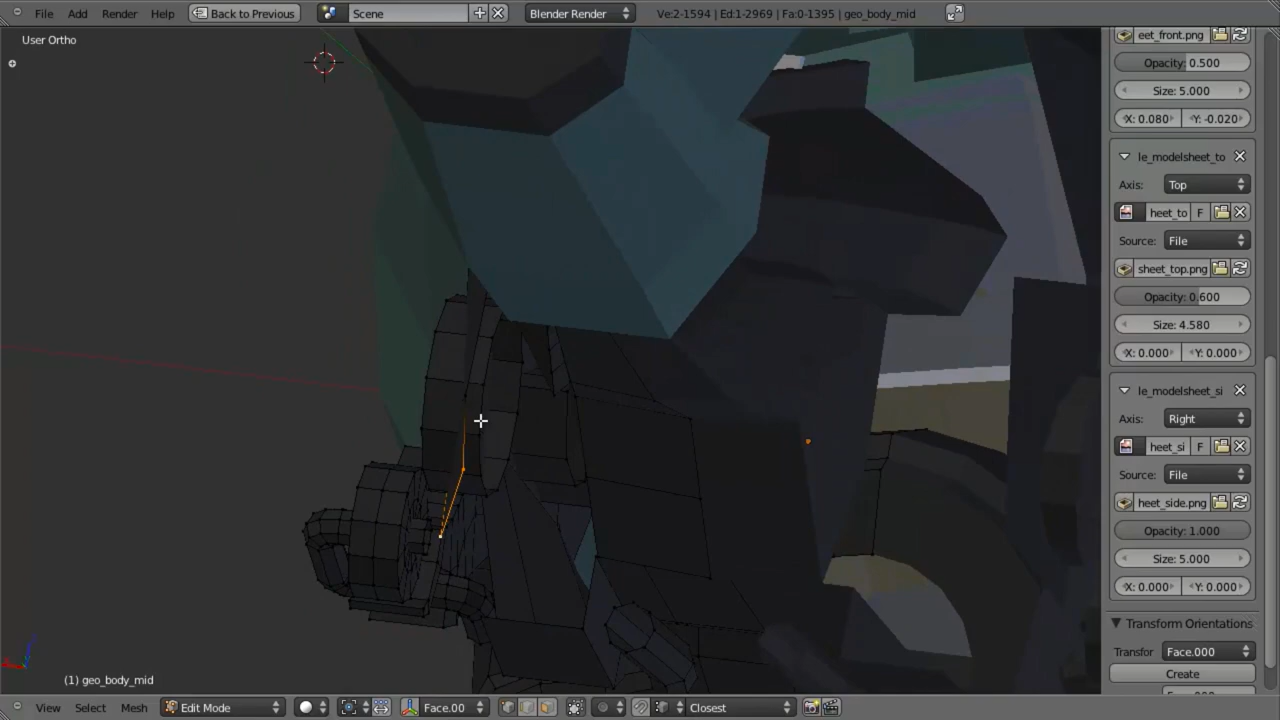 File Add Render Help Back to Previous Scene Blender Render Ve:2-1594 | Ed:1-2969 | Fa:0-1395 | geo_body_mid
User Ortho
eet_front.png
Opacity: 0.500
Size: 5.000
X: 0.080 Y: -0.020
le_modelsheet_to
Axis: Top
heet_to F
Source: File
sheet_top.png
Opacity: 0.600
Size: 4.580
X: 0.000 Y: 0.000
le_modelsheet_si
Axis: Right
heet_si F
Source: File
heet_side.png
Opacity: 1.000
Size: 5.000
X: 0.000 Y: 0.000
Transform Orientations
Transfor Face.000
Create
(1) geo_body_mid
View Select Mesh Edit Mode Face.00 Closest